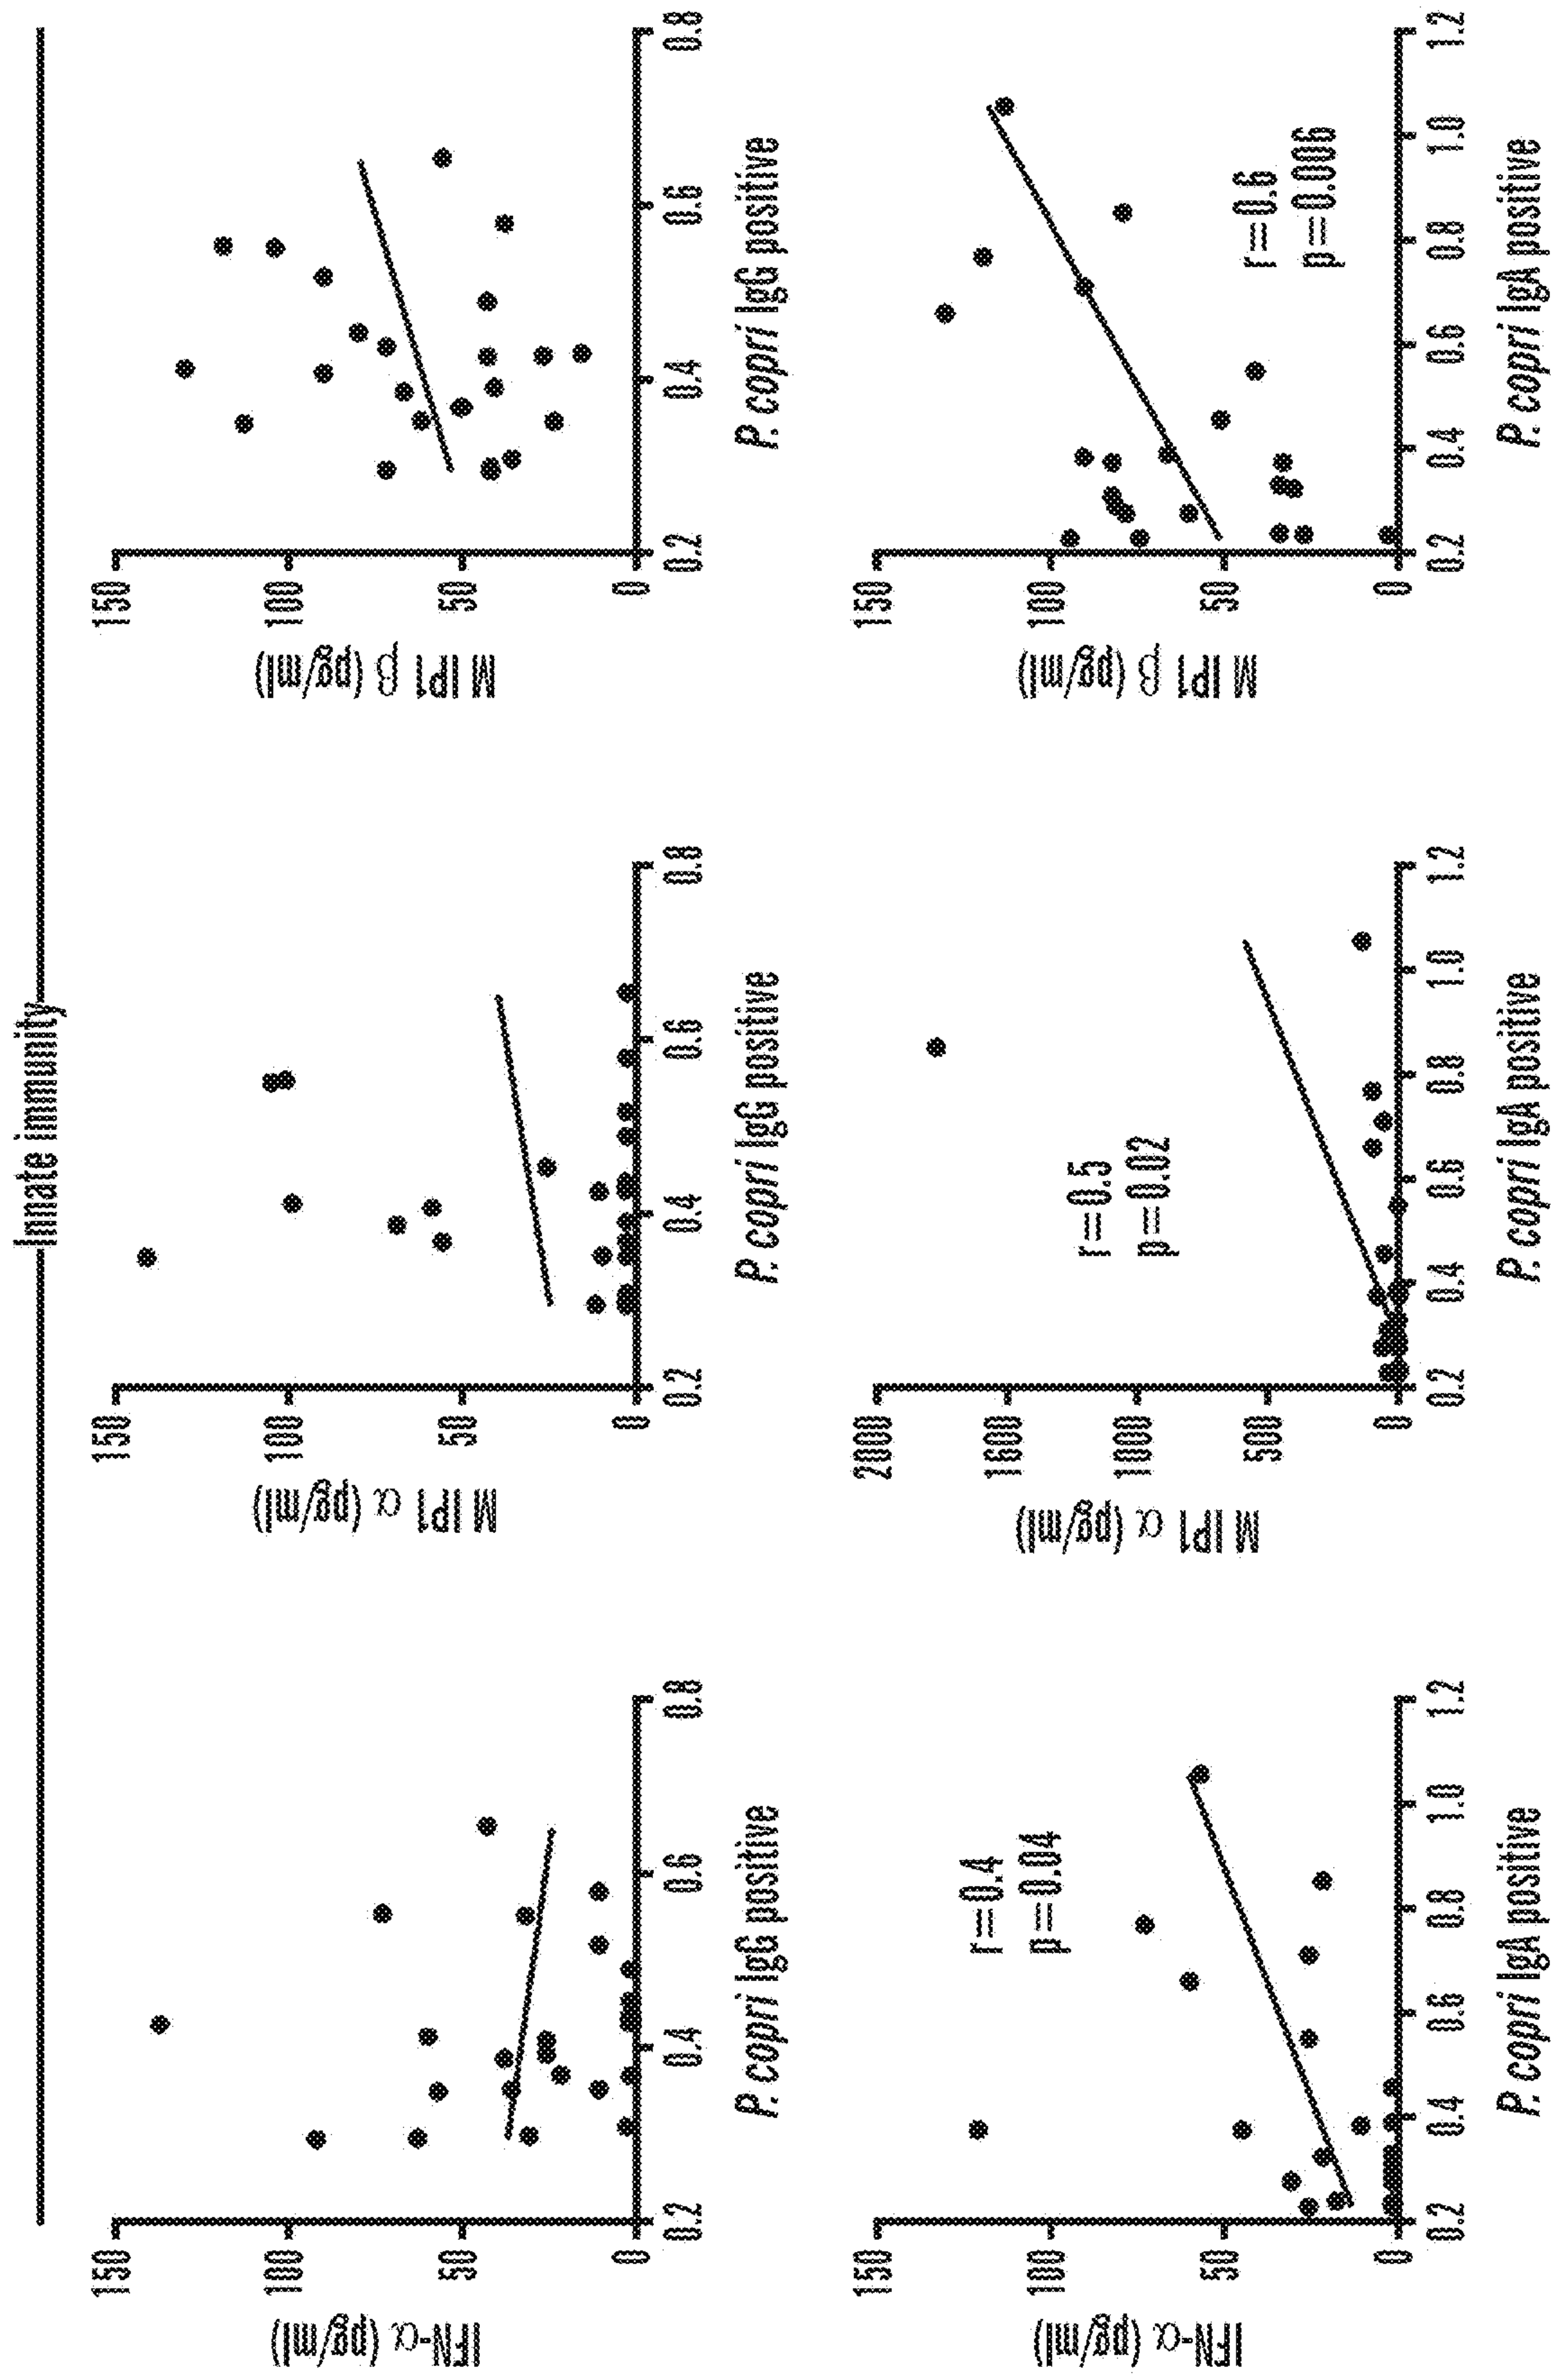 Innate immunity
IFN-α (pg/ml)
150
100
50
0
0.2
0.4
0.6
0.8
P. copri IgG positive
M IP1 α (pg/ml)
150
100
50
0
0.2
0.4
0.6
0.8
P. copri IgG positive
M IP1 β (pg/ml)
150
100
50
0
0.2
0.4
0.6
0.8
P. copri IgG positive
IFN-α (pg/ml)
150
100
50
0
r=0.4
p=0.04
0.2
0.4
0.6
0.8
1.0
1.2
P. copri IgA positive
M IP1 α (pg/ml)
2000
1600
1000
500
0
r=0.5
p=0.02
0.2
0.4
0.6
0.8
1.0
1.2
P. copri IgA positive
M IP1 β (pg/ml)
150
100
50
0
r=0.6
p=0.006
0.2
0.4
0.6
0.8
1.0
1.2
P. copri IgA positive